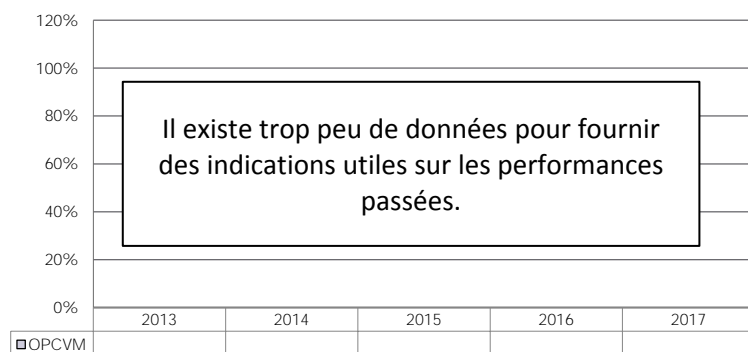 120%
100%
80%
60%
40%
20%
0%
Il existe trop peu de données pour fournir
des indications utiles sur les performances
passées.
2013 2014 2015 2016 2017
OPCVM